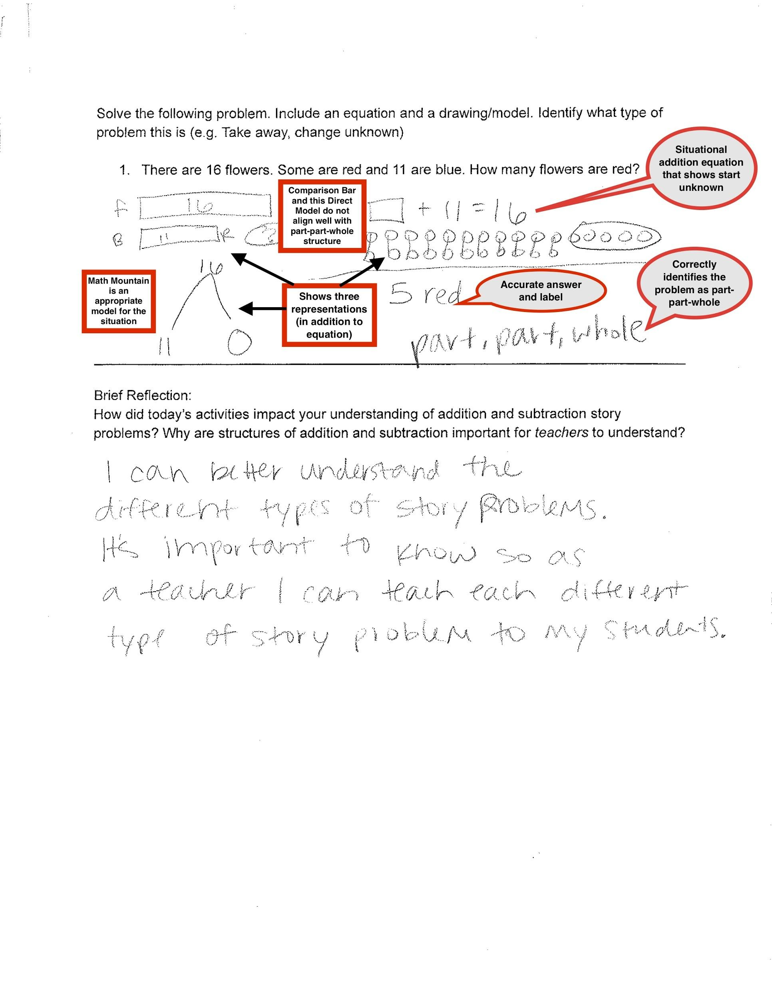 Solve the following problem. Include an equation and a drawing/model. Identify what type of
problem this is (e.g. Take away, change unknown)
Situational
addition equation
that shows start
unknown
1. There are 16 flowers. Some are red and 11 are blue. How many flowers are red?
Comparison Bar
and this Direct
Model do not
align well with
part-part-whole
structure
F 16
B 11 R ?
+ 11 = 16
16
11
Math Mountain
is an
appropriate
model for the
situation
Shows three
representations
(in addition to
equation)
5 red
Accurate answer
and label
Correctly
identifies the
problem as part-
part-whole
part, part, whole
Brief Reflection:
How did today's activities impact your understanding of addition and subtraction story
problems? Why are structures of addition and subtraction important for teachers to understand?
I can better understand the
different types of story problems.
It's important to know so as
a teacher I can teach each different
type of story problem to my students.